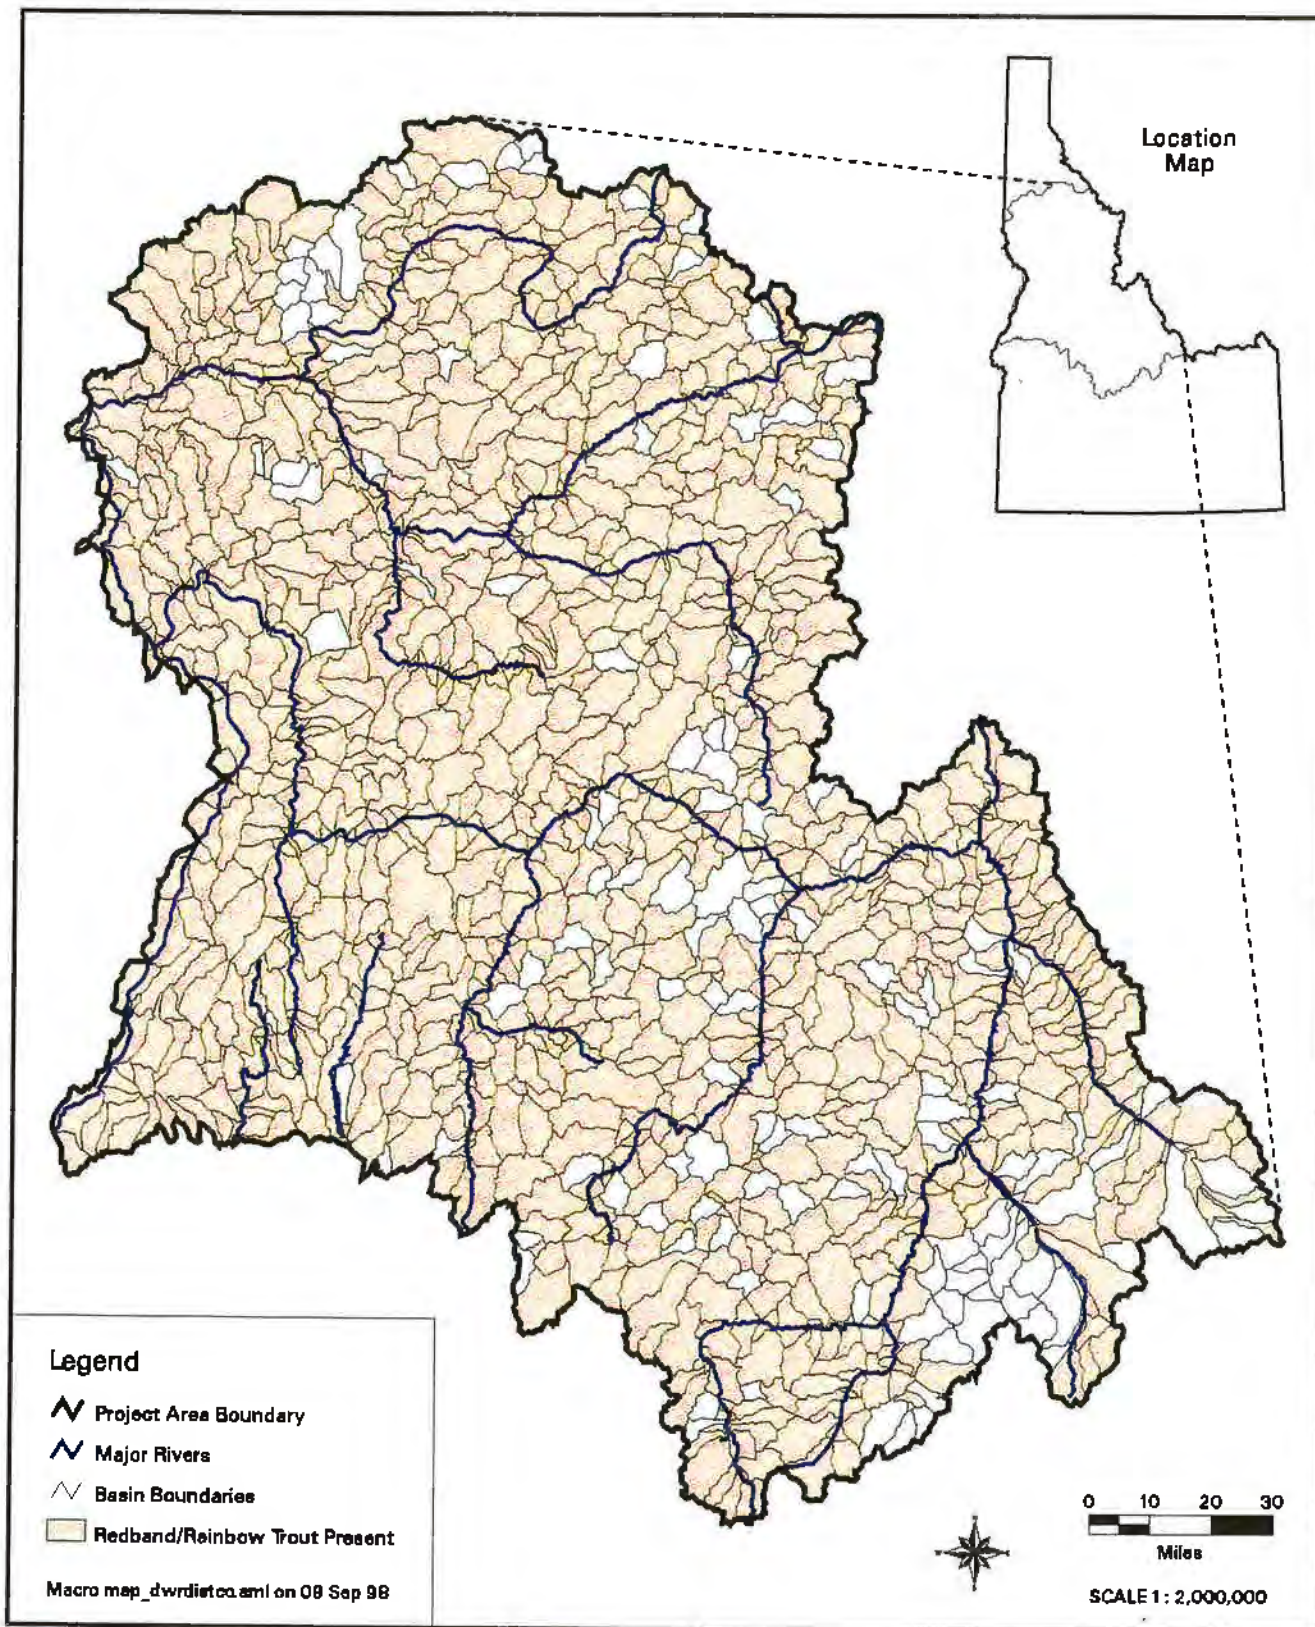 Location
Map
Legend
Project Area Boundary
Major Rivers
Basin Boundaries
Redband/Rainbow Trout Present
Macro map_dwrdistco.aml on 08 Sep 98
0 10 20 30
Miles
SCALE 1 : 2,000,000